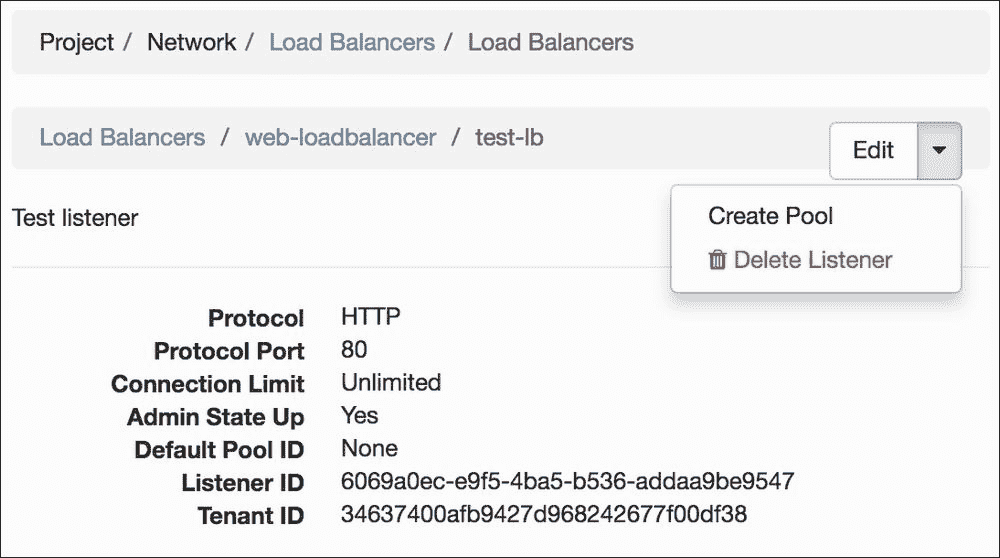 Project / Network / Load Balancers / Load Balancers
Load Balancers / web-loadbalancer / test-lb
Edit
Create Pool
Delete Listener
Test listener
Protocol HTTP
Protocol Port 80
Connection Limit Unlimited
Admin State Up Yes
Default Pool ID None
Listener ID 6069a0ec-e9f5-4ba5-b536-addaa9be9547
Tenant ID 34637400afb9427d968242677f00df38